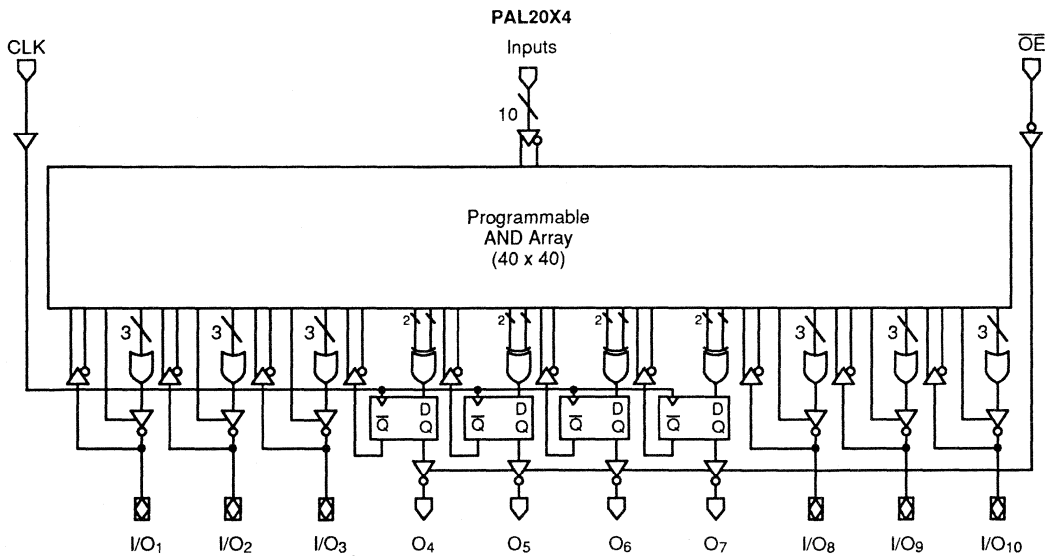 PAL20X4
CLK
Inputs
OE
10
Programmable
AND Array
(40 x 40)
3 3 3 2 2 2 2 3 3 3
Q D Q Q D Q Q D Q Q D Q
I/O1 I/O2 I/O3 O4 O5 O6 O7 I/O8 I/O9 I/O10